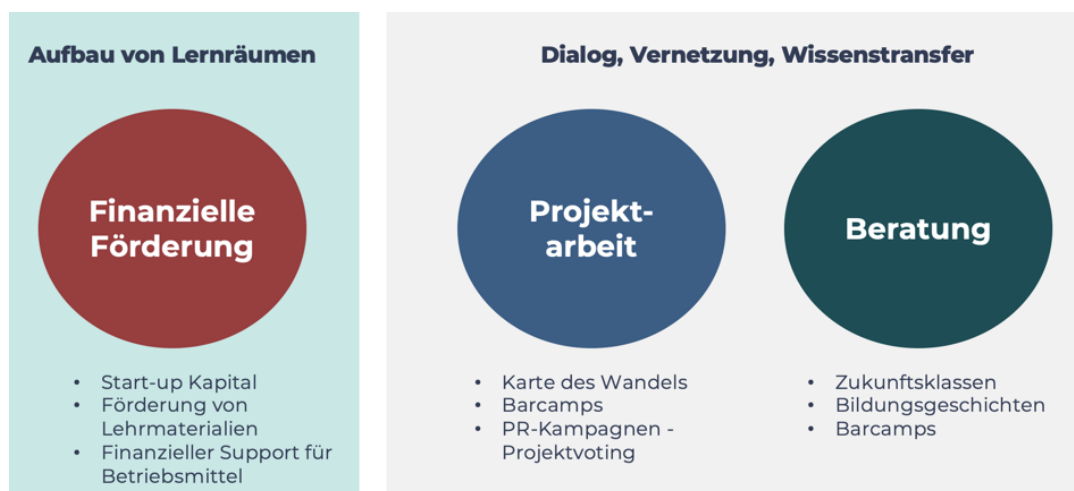 Aufbau von Lernräumen
Finanzielle
Förderung
• Start-up Kapital
• Förderung von
Lehrmaterialien
• Finanzieller Support für
Betriebsmittel
Dialog, Vernetzung, Wissenstransfer
Projekt-
arbeit
• Karte des Wandels
• Barcamps
• PR-Kampagnen -
Projektvoting
Beratung
• Zukunftsklassen
• Bildungsgeschichten
• Barcamps